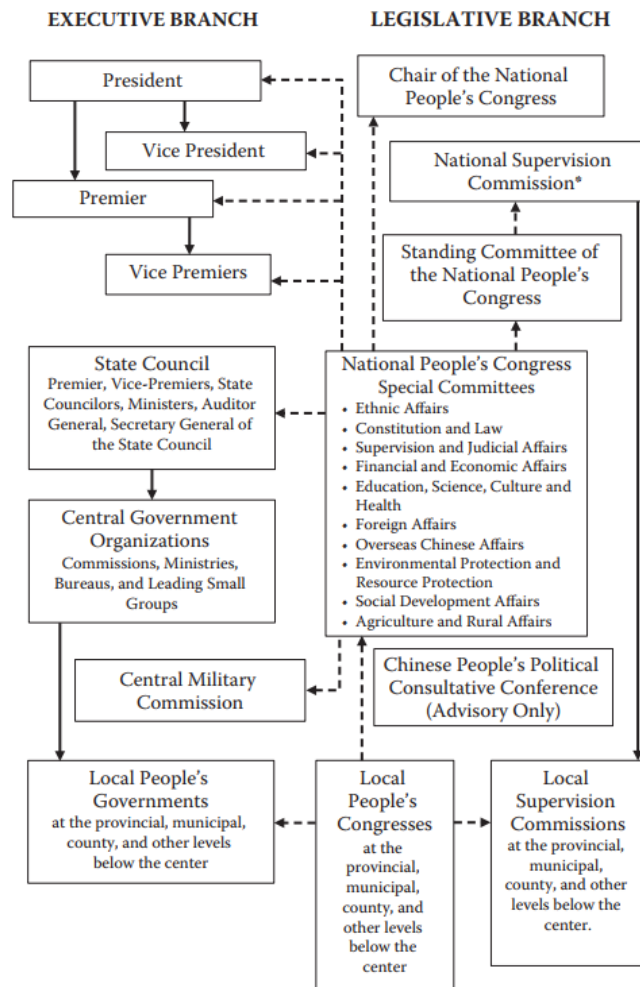 EXECUTIVE BRANCH
LEGISLATIVE BRANCH
President
Vice President
Premier
Vice Premiers
Chair of the National
People's Congress
National Supervision
Commission*
Standing Committee of
the National People's
Congress
State Council
Premier, Vice-Premiers, State
Councilors, Ministers, Auditor
General, Secretary General of
the State Council
National People's Congress
Special Committees
• Ethnic Affairs
• Constitution and Law
• Supervision and Judicial Affairs
• Financial and Economic Affairs
• Education, Science, Culture and
Health
• Foreign Affairs
• Overseas Chinese Affairs
• Environmental Protection and
Resource Protection
• Social Development Affairs
• Agriculture and Rural Affairs
Central Government
Organizations
Commissions, Ministries,
Bureaus, and Leading Small
Groups
Central Military
Commission
Chinese People's Political
Consultative Conference
(Advisory Only)
Local People's
Governments
at the provincial, municipal,
county, and other levels
below the center
Local
People's
Congresses
at the
provincial,
municipal,
county, and
other levels
below the
center
Local
Supervision
Commissions
at the provincial,
municipal,
county, and other
levels below the
center.